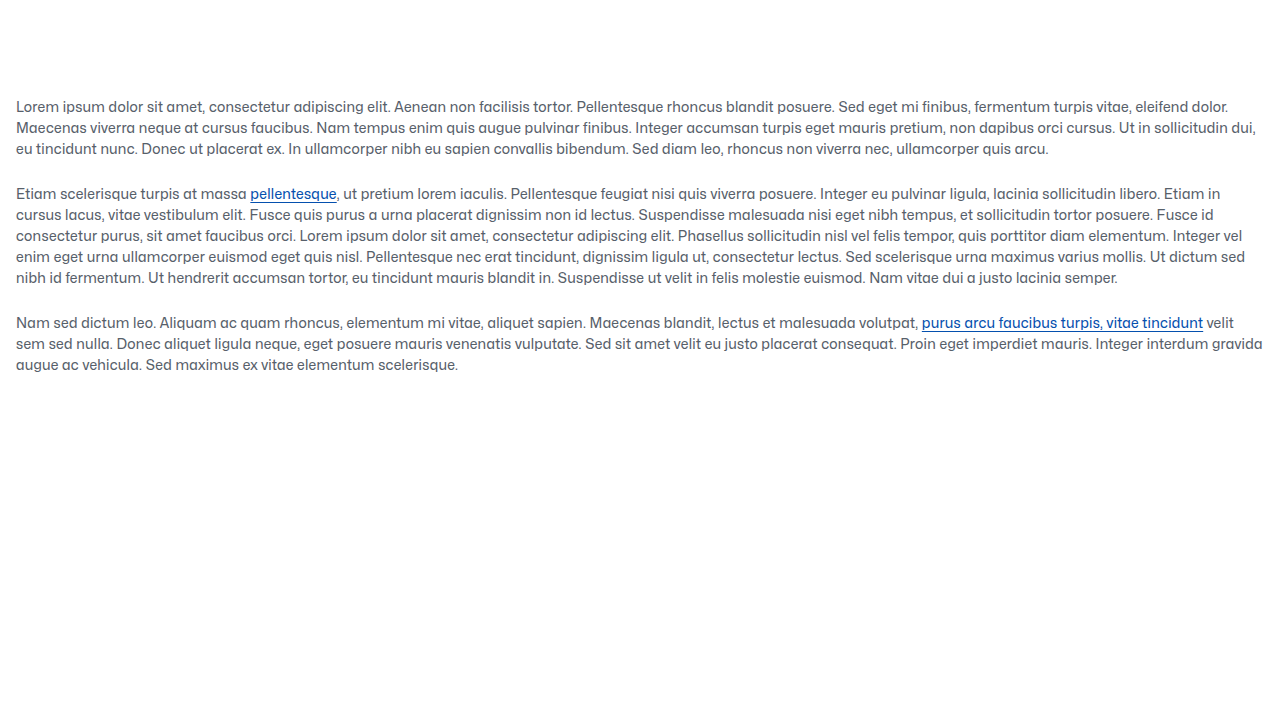 Lorem ipsum dolor sit amet, consectetur adipiscing elit. Aenean non facilisis tortor. Pellentesque rhoncus blandit posuere. Sed eget mi finibus, fermentum turpis vitae, eleifend dolor.
Maecenas viverra neque at cursus faucibus. Nam tempus enim quis augue pulvinar finibus. Integer accumsan turpis eget mauris pretium, non dapibus orci cursus. Ut in sollicitudin dui,
eu tincidunt nunc. Donec ut placerat ex. In ullamcorper nibh eu sapien convallis bibendum. Sed diam leo, rhoncus non viverra nec, ullamcorper quis arcu.
Etiam scelerisque turpis at massa pellentesque, ut pretium lorem iaculis. Pellentesque feugiat nisi quis viverra posuere. Integer eu pulvinar ligula, lacinia sollicitudin libero. Etiam in
cursus lacus, vitae vestibulum elit. Fusce quis purus a urna placerat dignissim non id lectus. Suspendisse malesuada nisi eget nibh tempus, et sollicitudin tortor posuere. Fusce id
consectetur purus, sit amet faucibus orci. Lorem ipsum dolor sit amet, consectetur adipiscing elit. Phasellus sollicitudin nisl vel felis tempor, quis porttitor diam elementum. Integer vel
enim eget urna ullamcorper euismod eget quis nisl. Pellentesque nec erat tincidunt, dignissim ligula ut, consectetur lectus. Sed scelerisque urna maximus varius mollis. Ut dictum sed
nibh id fermentum. Ut hendrerit accumsan tortor, eu tincidunt mauris blandit in. Suspendisse ut velit in felis molestie euismod. Nam vitae dui a justo lacinia semper.
Nam sed dictum leo. Aliquam ac quam rhoncus, elementum mi vitae, aliquet sapien. Maecenas blandit, lectus et malesuada volutpat, purus arcu faucibus turpis, vitae tincidunt velit
sem sed nulla. Donec aliquet ligula neque, eget posuere mauris venenatis vulputate. Sed sit amet velit eu justo placerat consequat. Proin eget imperdiet mauris. Integer interdum gravida
augue ac vehicula. Sed maximus ex vitae elementum scelerisque.